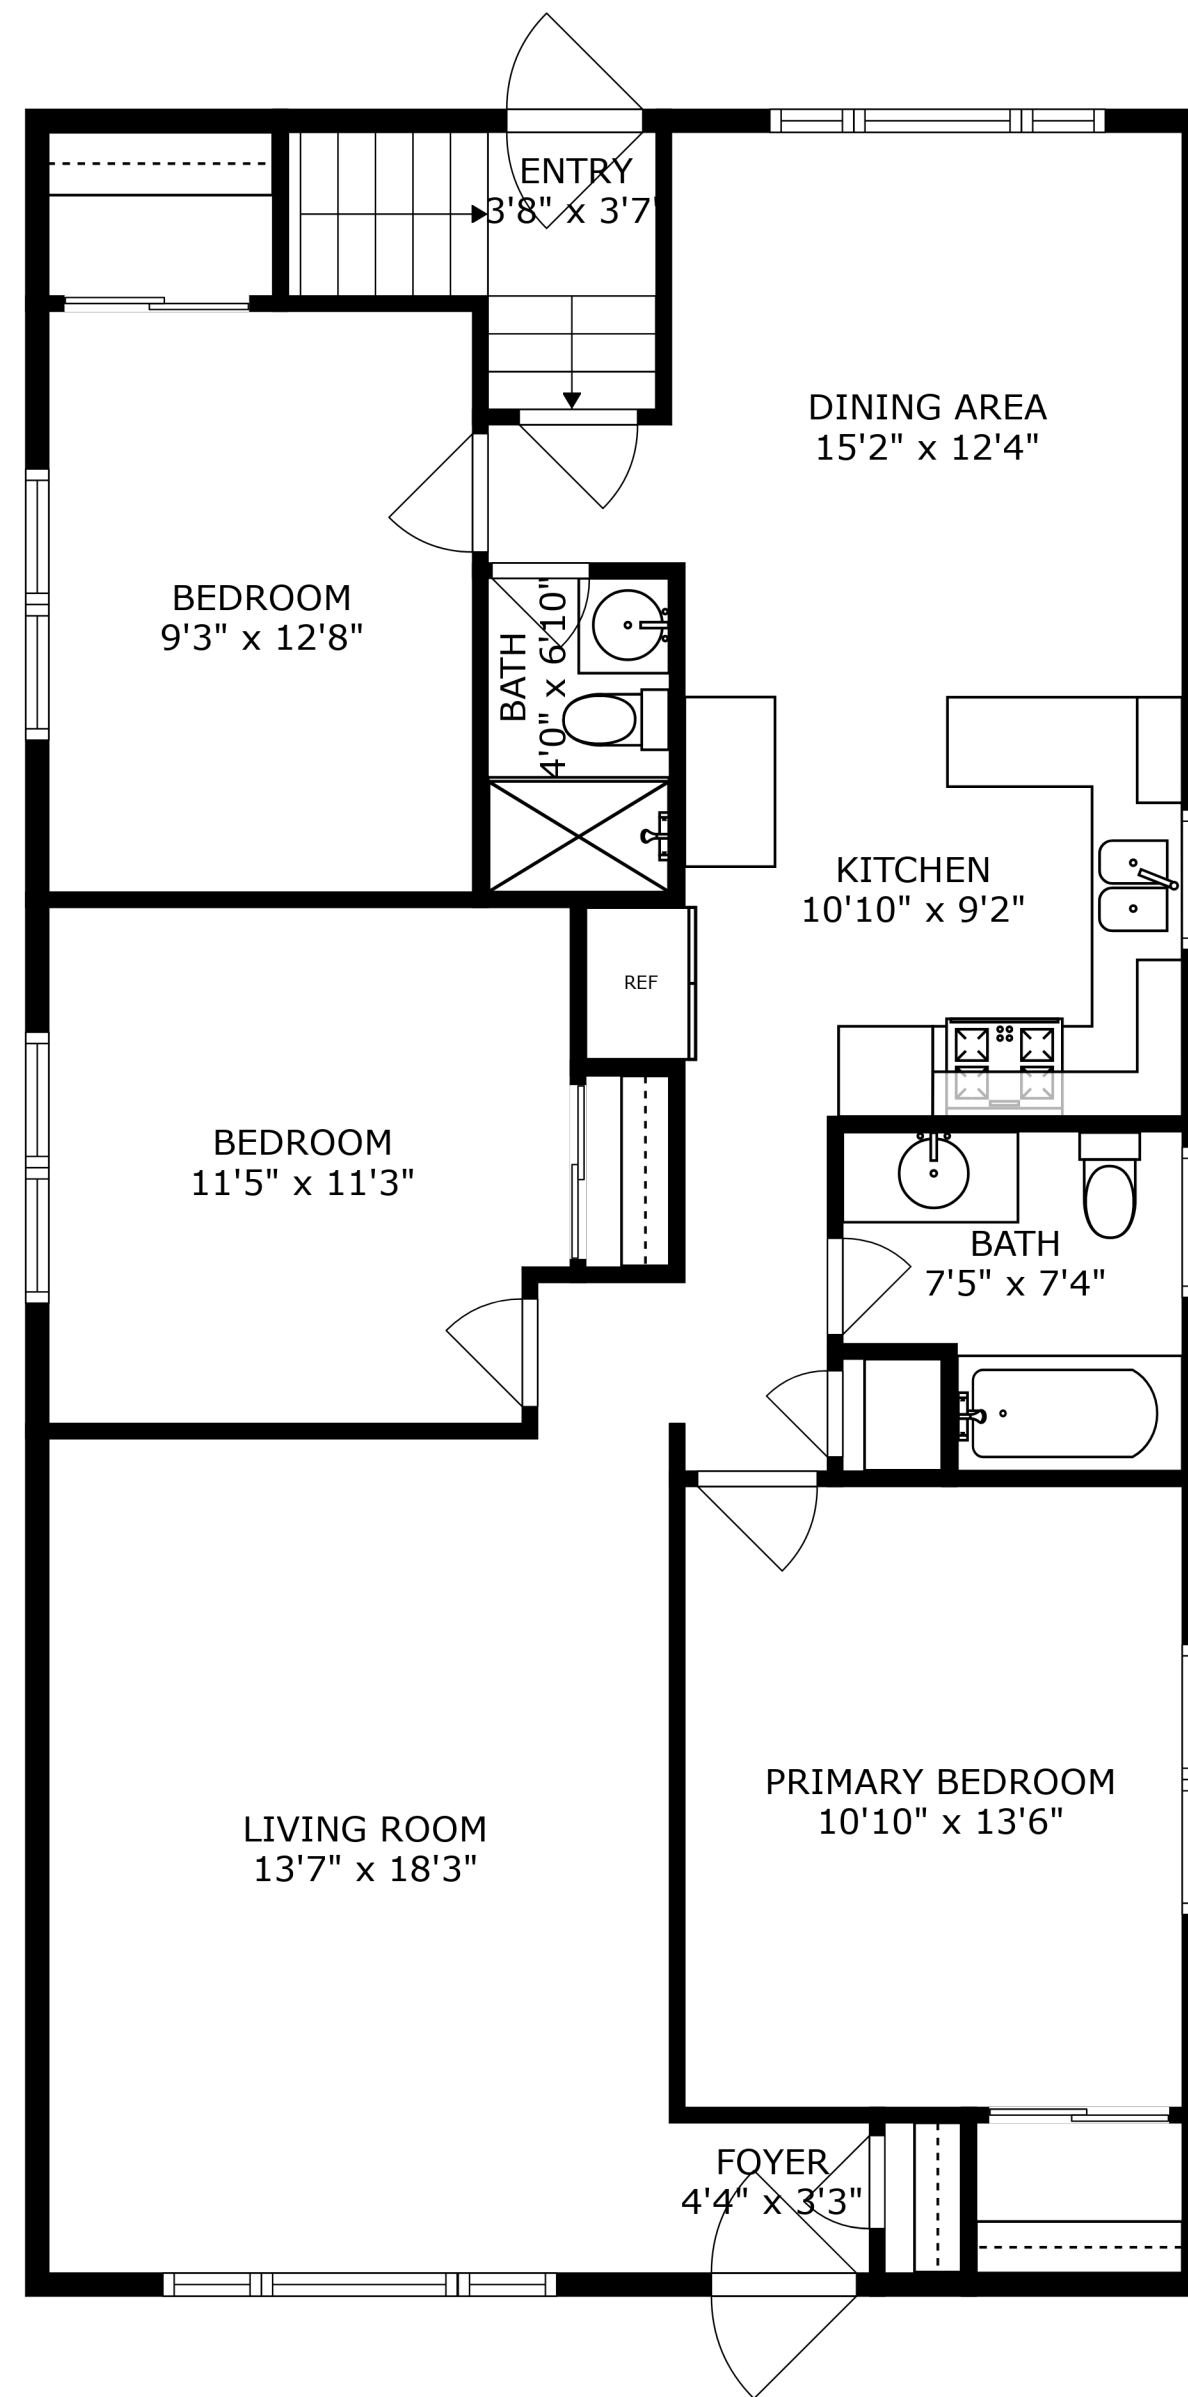 ENTRY
3'8" x 3'7"
DINING AREA
15'2" x 12'4"
BEDROOM
9'3" x 12'8"
BATH
4'0" x 6'10"
KITCHEN
10'10" x 9'2"
REF
BEDROOM
11'5" x 11'3"
BATH
7'5" x 7'4"
PRIMARY BEDROOM
10'10" x 13'6"
LIVING ROOM
13'7" x 18'3"
FOYER
4'4" x 3'3"